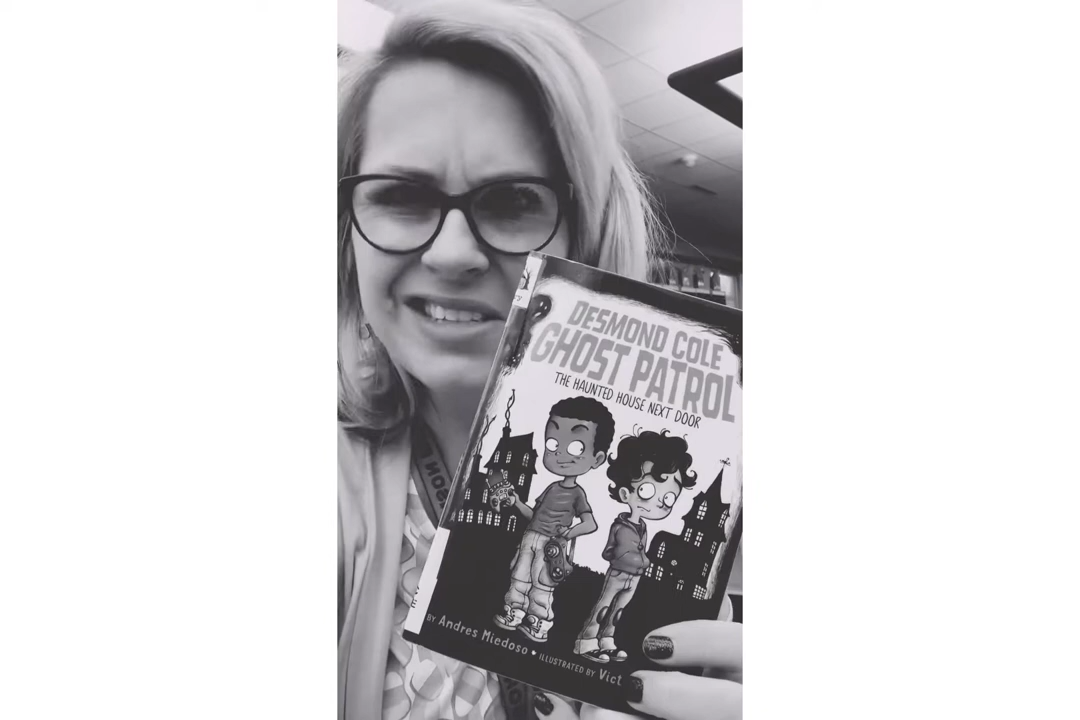 DESMOND COLE
GHOST PATROL
THE HAUNTED HOUSE NEXT DOOR
BY Andres Miedoso • ILLUSTRATED BY Vict